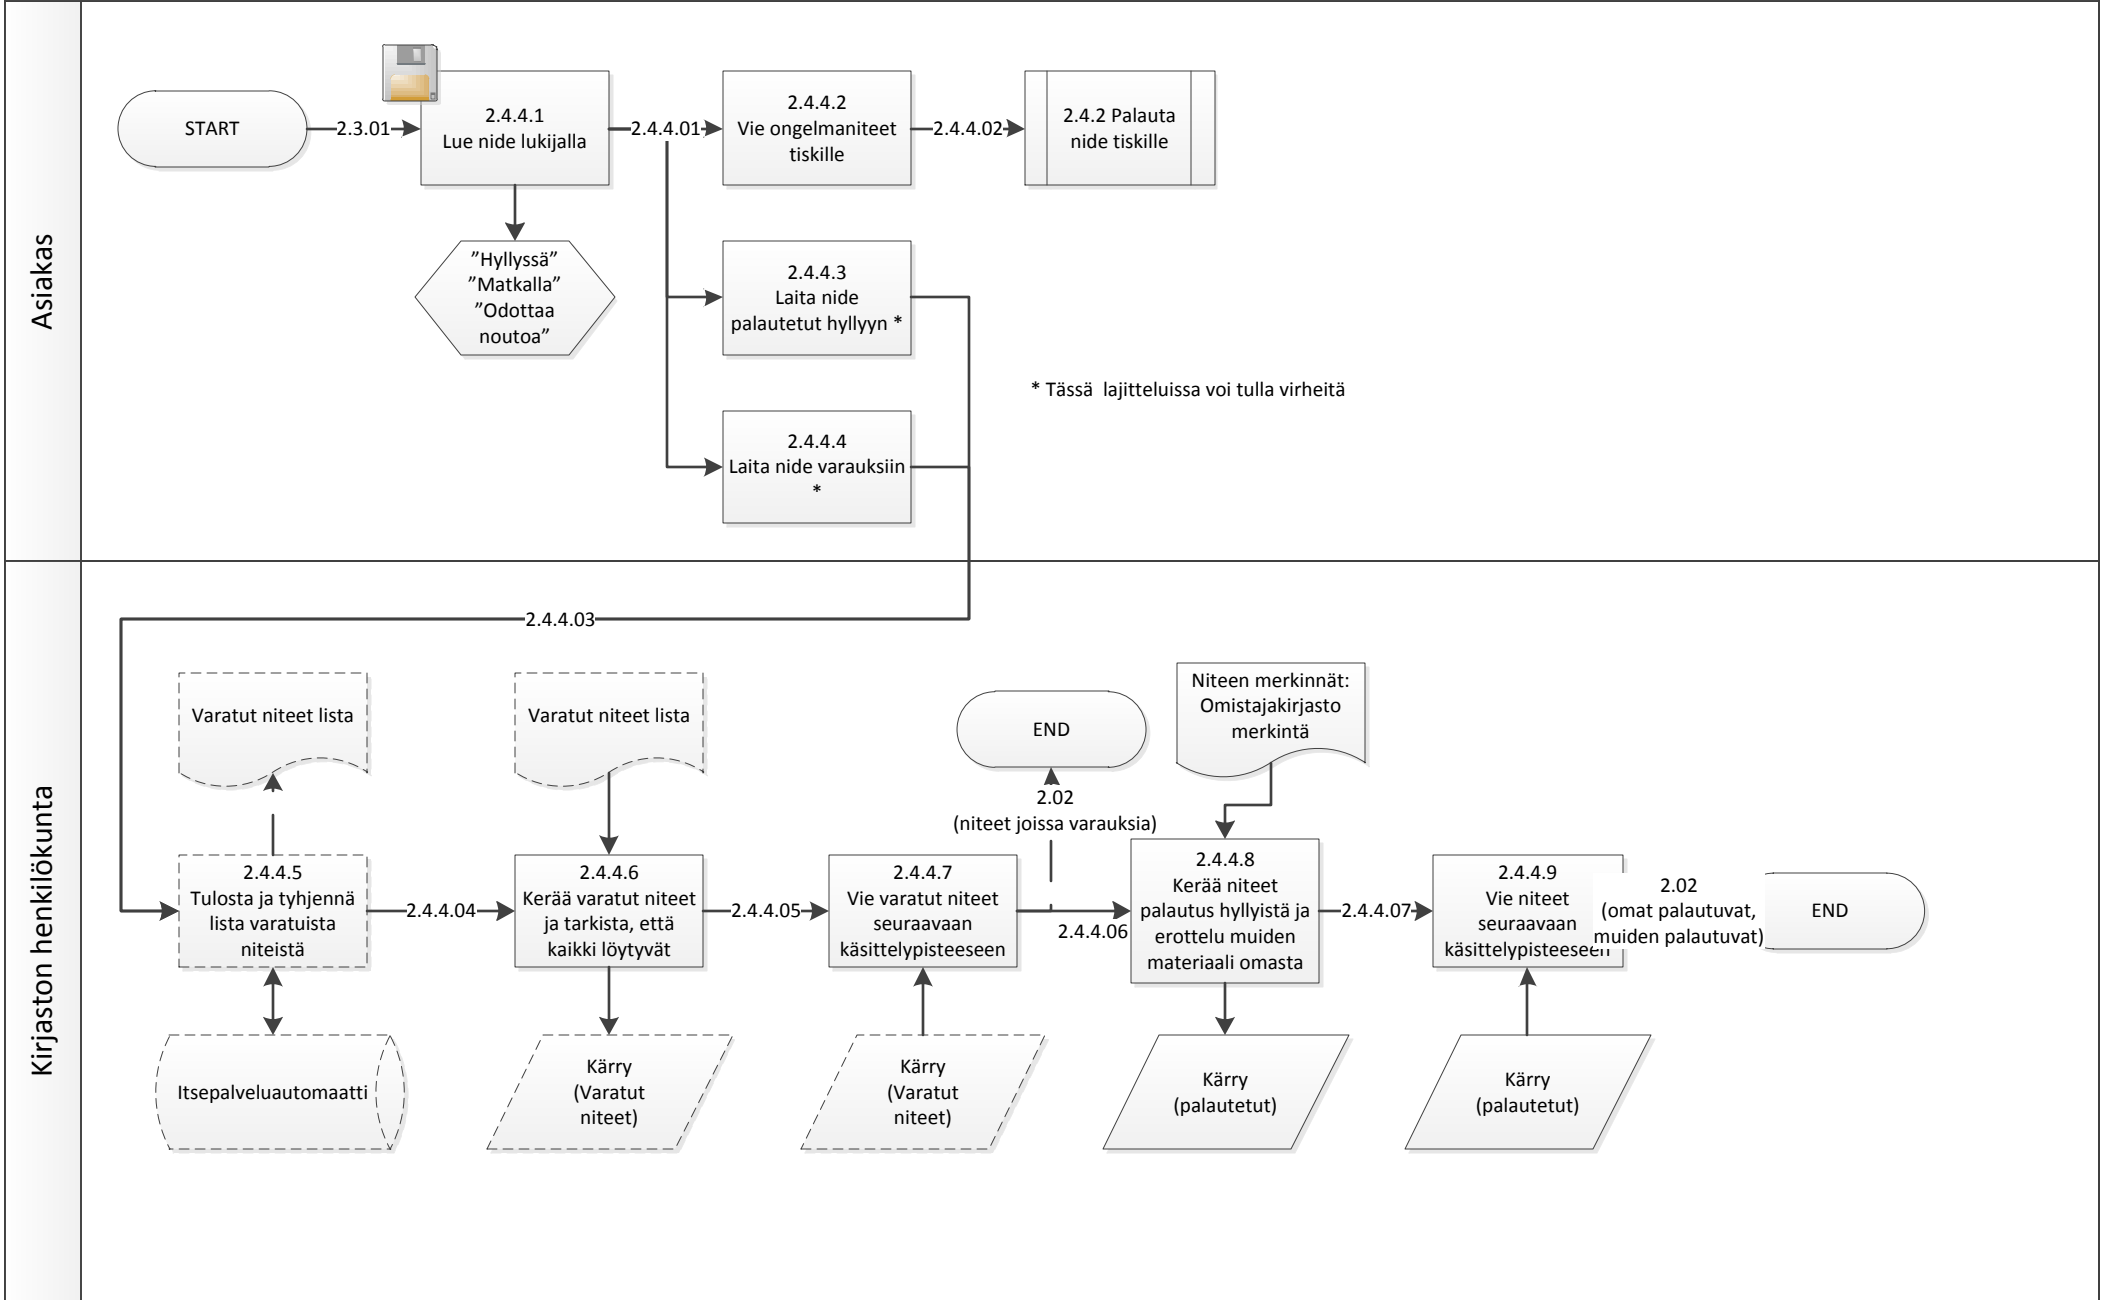 Asiakas
START
2.3.01
2.4.4.1
Lue nide lukijalla
2.4.4.01
2.4.4.2
Vie ongelmaniteet
tiskille
2.4.4.02
2.4.2 Palauta
nide tiskille
”Hyllyssä”
”Matkalla”
”Odottaa
noutoa”
2.4.4.3
Laita nide
palautetut hyllyyn *
* Tässä  lajitteluissa voi tulla virheitä
2.4.4.4
Laita nide varauksiin
*
Kirjaston henkilökunta
2.4.4.03
Varatut niteet lista
Varatut niteet lista
END
Niteen merkinnät:
Omistajakirjasto
merkintä
2.02
(niteet joissa varauksia)
2.4.4.5
Tulosta ja tyhjennä
lista varatuista
niteistä
2.4.4.04
2.4.4.6
Kerää varatut niteet
ja tarkista, että
kaikki löytyvät
2.4.4.05
2.4.4.7
Vie varatut niteet
seuraavaan
käsittelypisteeseen
2.4.4.06
2.4.4.8
Kerää niteet
palautus hyllyistä ja
erottelu muiden
materiaali omasta
2.4.4.07
2.4.4.9
Vie niteet
seuraavaan
käsittelypisteeseen
2.02
(omat palautuvat,
muiden palautuvat)
END
Itsepalveluautomaatti
Kärry
(Varatut
niteet)
Kärry
(Varatut
niteet)
Kärry
(palautetut)
Kärry
(palautetut)